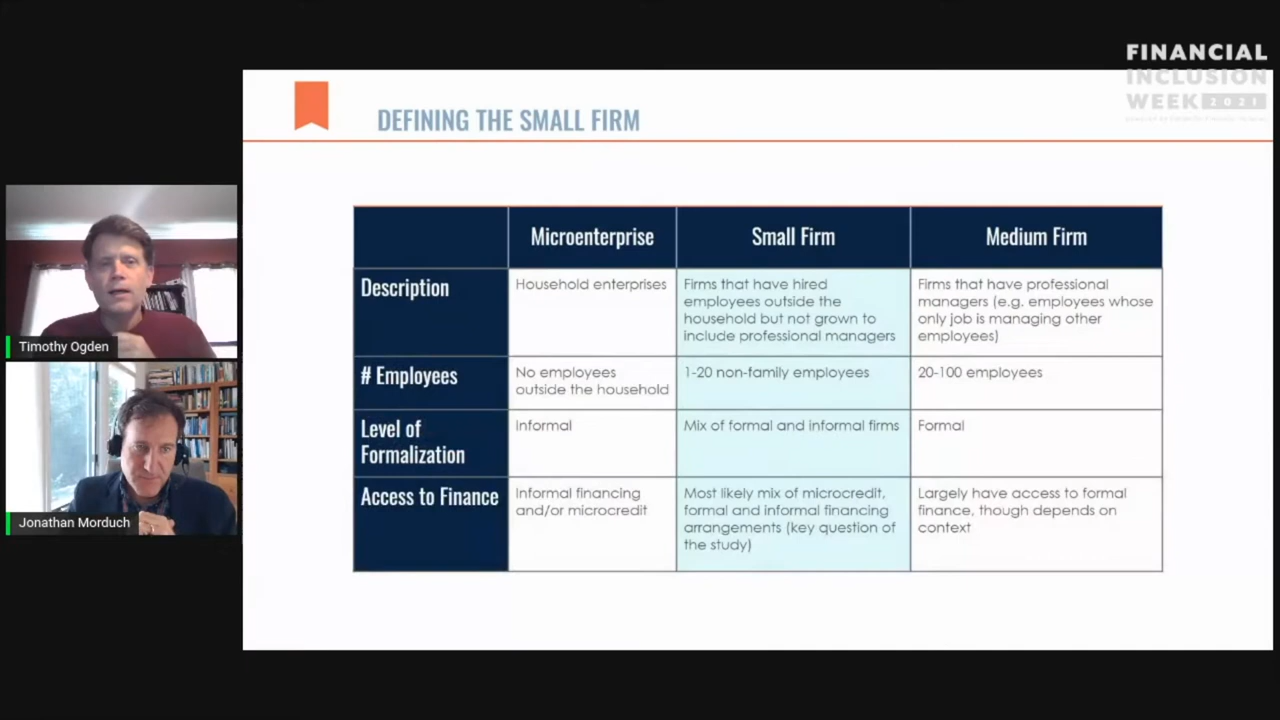 FINANCIAL
INCLUSION
WEEK 2021
DEFINING THE SMALL FIRM
Microenterprise
Small Firm
Medium Firm
Description
Household enterprises
Firms that have hired
employees outside the
household but not grown to
include professional managers
Firms that have professional
managers (e.g. employees whose
only job is managing other
employees)
# Employees
No employees
outside the household
1-20 non-family employees
20-100 employees
Level of
Formalization
Informal
Mix of formal and informal firms
Formal
Access to Finance
Informal financing
and/or microcredit
Most likely mix of microcredit,
formal and informal financing
arrangements (key question of
the study)
Largely have access to formal
finance, though depends on
context
Timothy Ogden
Jonathan Morduch